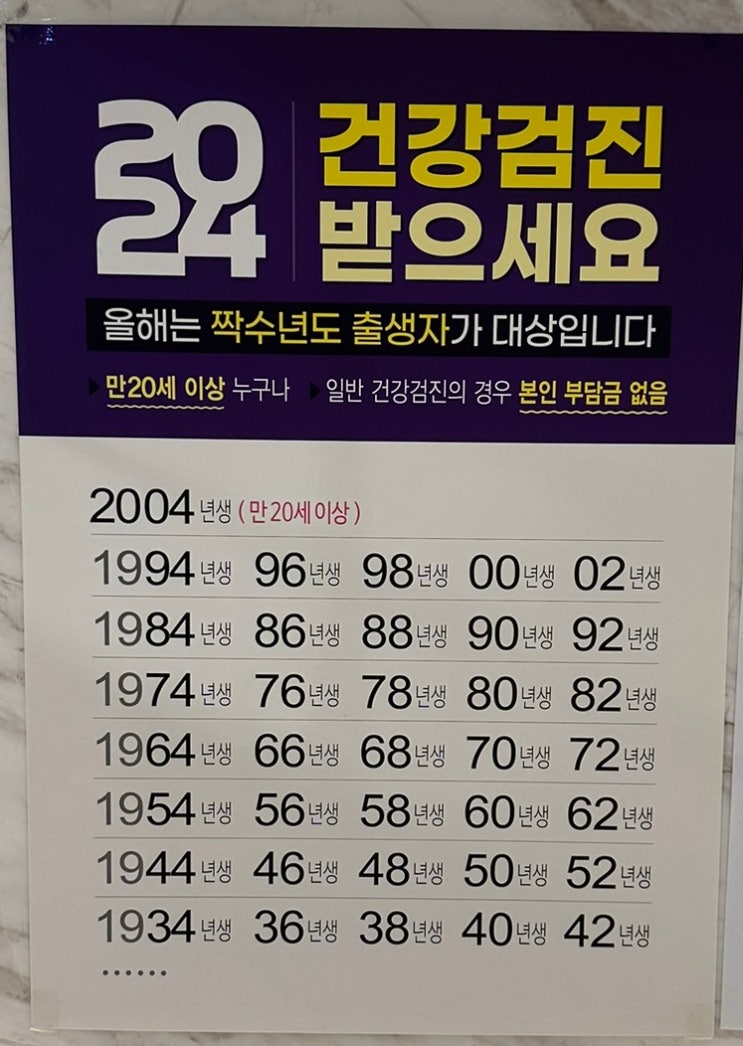 2024
건강검진
받으세요
올해는 짝수년도 출생자가 대상입니다
▶ 만20세 이상 누구나 ▶ 일반 건강검진의 경우 본인 부담금 없음
2004년생 (만20세이상)
1994년생 96년생 98년생 00년생 02년생
1984년생 86년생 88년생 90년생 92년생
1974년생 76년생 78년생 80년생 82년생
1964년생 66년생 68년생 70년생 72년생
1954년생 56년생 58년생 60년생 62년생
1944년생 46년생 48년생 50년생 52년생
1934년생 36년생 38년생 40년생 42년생
••••••